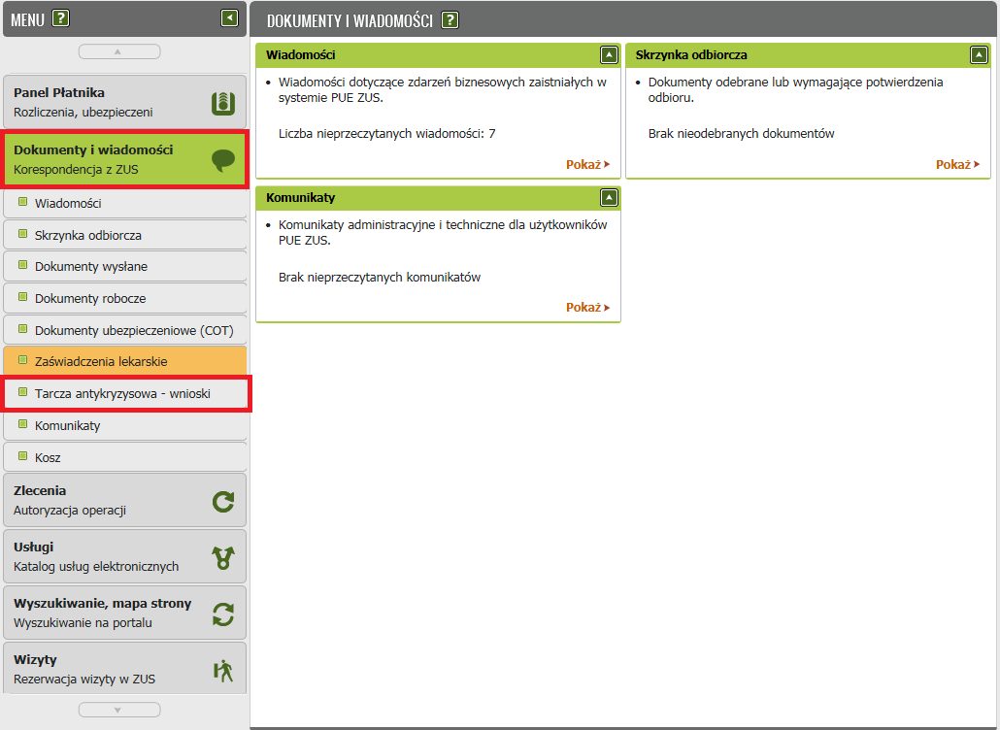 MENU ?
Panel Płatnika
Rozliczenia, ubezpieczeni
Dokumenty i wiadomości
Korespondencja z ZUS
Wiadomości
Skrzynka odbiorcza
Dokumenty wysłane
Dokumenty robocze
Dokumenty ubezpieczeniowe (COT)
Zaświadczenia lekarskie
Tarcza antykryzysowa - wnioski
Komunikaty
Kosz
Zlecenia
Autoryzacja operacji
Usługi
Katalog usług elektronicznych
Wyszukiwanie, mapa strony
Wyszukiwanie na portalu
Wizyty
Rezerwacja wizyty w ZUS
DOKUMENTY I WIADOMOŚCI ?
Wiadomości
• Wiadomości dotyczące zdarzeń biznesowych zaistniałych w
systemie PUE ZUS.
Liczba nieprzeczytanych wiadomości: 7
Pokaż
Skrzynka odbiorcza
• Dokumenty odebrane lub wymagające potwierdzenia
odbioru.
Brak nieodebranych dokumentów
Pokaż
Komunikaty
• Komunikaty administracyjne i techniczne dla użytkowników
PUE ZUS.
Brak nieprzeczytanych komunikatów
Pokaż